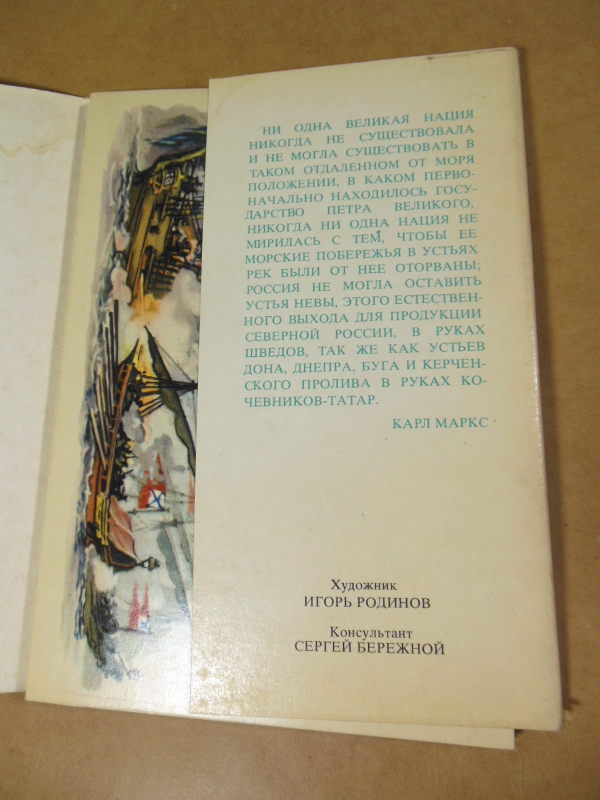 НИ ОДНА ВЕЛИКАЯ НАЦИЯ
НИКОГДА НЕ СУЩЕСТВОВАЛА
И НЕ МОГЛА СУЩЕСТВОВАТЬ В
ТАКОМ ОТДАЛЕННОМ ОТ МОРЯ
ПОЛОЖЕНИИ, В КАКОМ ПЕРВО-
НАЧАЛЬНО НАХОДИЛОСЬ ГОСУ-
ДАРСТВО ПЕТРА ВЕЛИКОГО,
НИКОГДА НИ ОДНА НАЦИЯ НЕ
МИРИЛАСЬ С ТЕМ, ЧТОБЫ ЕЕ
МОРСКИЕ ПОБЕРЕЖЬЯ В УСТЬЯХ
РЕК БЫЛИ ОТ НЕЕ ОТОРВАНЫ;
РОССИЯ НЕ МОГЛА ОСТАВИТЬ
УСТЬЯ НЕВЫ, ЭТОГО ЕСТЕСТВЕН-
НОГО ВЫХОДА ДЛЯ ПРОДУКЦИИ
СЕВЕРНОЙ РОССИИ, В РУКАХ
ШВЕДОВ, ТАК ЖЕ КАК УСТЬЕВ
ДОНА, ДНЕПРА, БУГА И КЕРЧЕН-
СКОГО ПРОЛИВА В РУКАХ КО-
ЧЕВНИКОВ-ТАТАР.
КАРЛ МАРКС
Художник
ИГОРЬ РОДИНОВ
Консультант
СЕРГЕЙ БЕРЕЖНОЙ